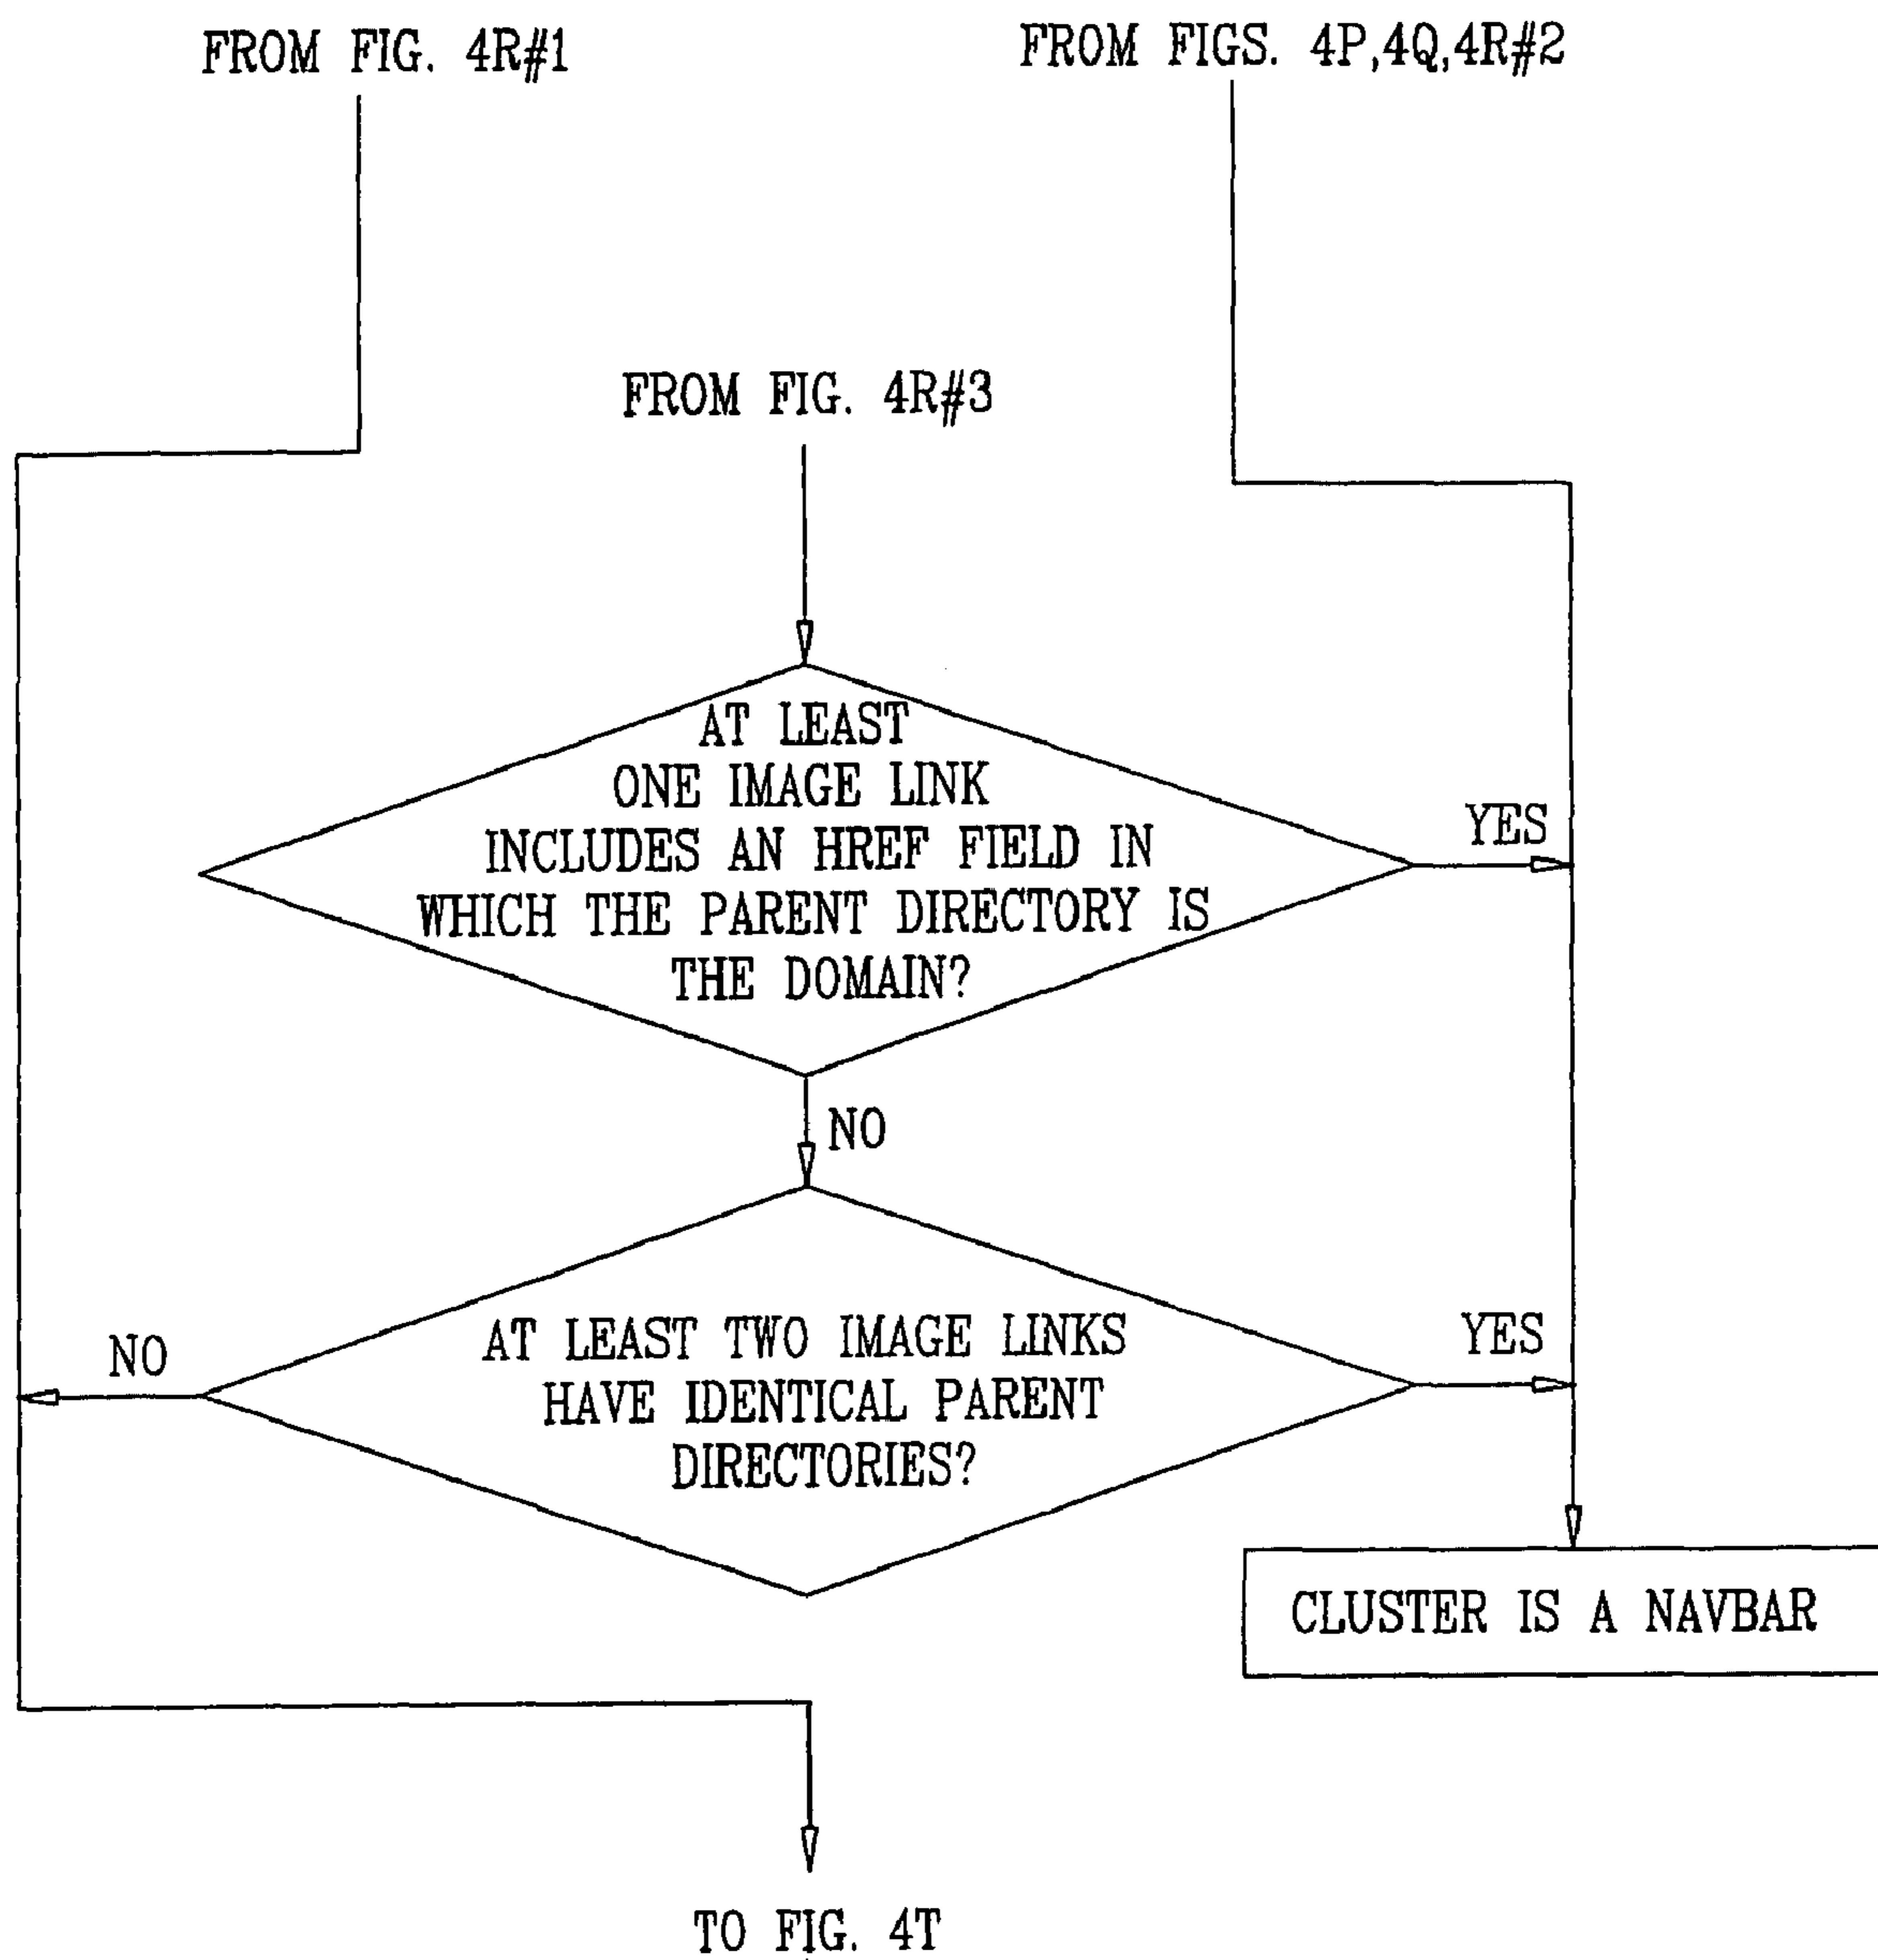 FROM FIG. 4R#1
FROM FIGS. 4P,4Q,4R#2
FROM FIG. 4R#3
AT LEAST
ONE IMAGE LINK
INCLUDES AN HREF FIELD IN
WHICH THE PARENT DIRECTORY IS
THE DOMAIN?
YES
NO
AT LEAST TWO IMAGE LINKS
HAVE IDENTICAL PARENT
DIRECTORIES?
NO
YES
CLUSTER IS A NAVBAR
TO FIG. 4T